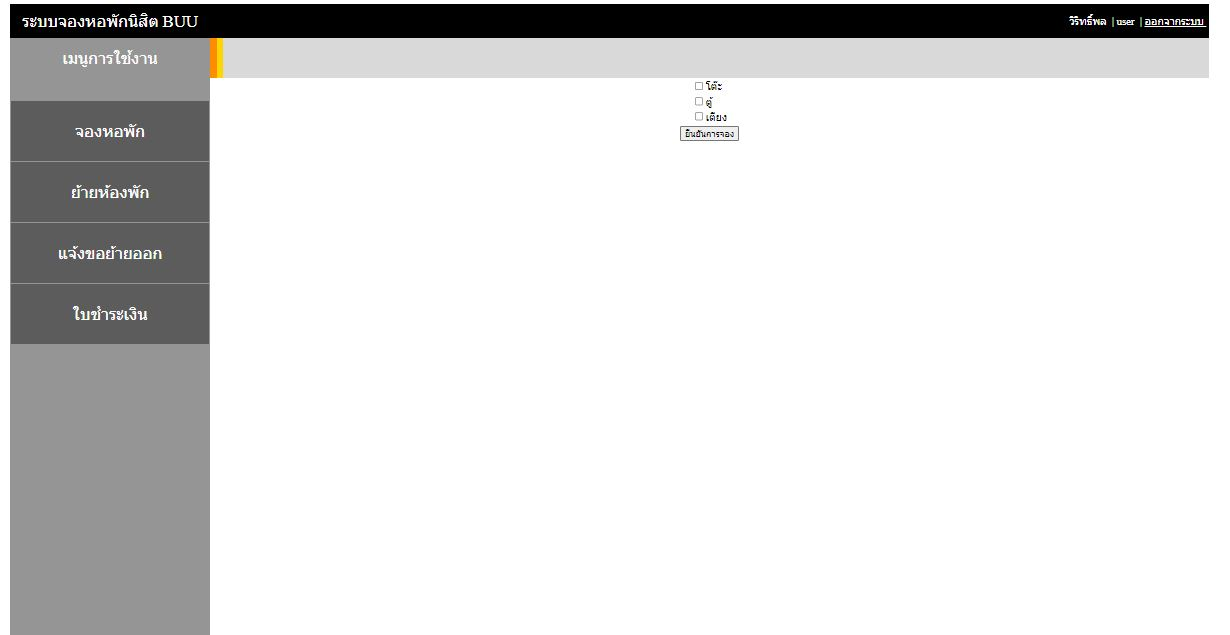 ระบบจองหอพักนิสิต BUU
วิริทธิ์พล | user | ออกจากระบบ
เมนูการใช้งาน
โต๊ะ
ตู้
เตียง
ยืนยันการจอง
จองหอพัก
ย้ายห้องพัก
แจ้งขอย้ายออก
ใบชำระเงิน